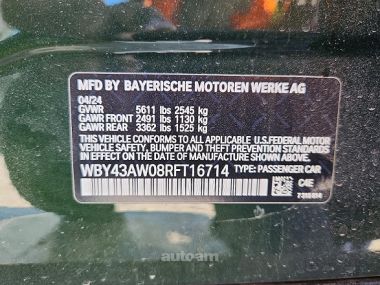 MFD BY BAYERISCHE MOTOREN WERKE AG
04/24
GVWR 5611 lbs 2545 kg
GAWR FRONT 2491 lbs 1130 kg
GAWR REAR 3362 lbs 1525 kg
THIS VEHICLE CONFORMS TO ALL APPLICABLE U.S. FEDERAL MOTOR
VEHICLE SAFETY, BUMPER AND THEFT PREVENTION STANDARDS IN
EFFECT ON THE DATE OF MANUFACTURE SHOWN ABOVE.
WBY43AW08RFT16714 TYPE: PASSENGER CAR
C4E
autoam